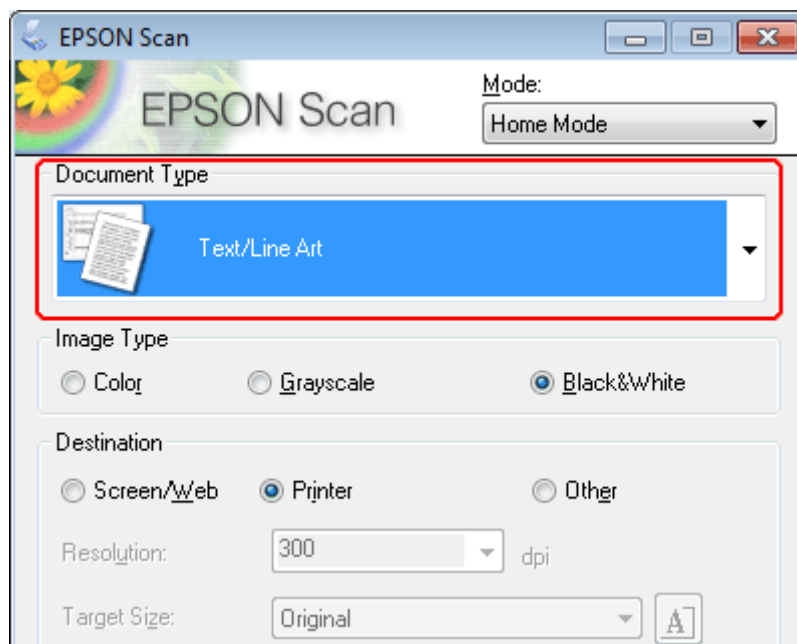 EPSON Scan
EPSON Scan
Mode:
Home Mode
Document Type
Text/Line Art
Image Type
Color Grayscale Black&White
Destination
Screen/Web Printer Other
Resolution: 300 dpi
Target Size: Original A